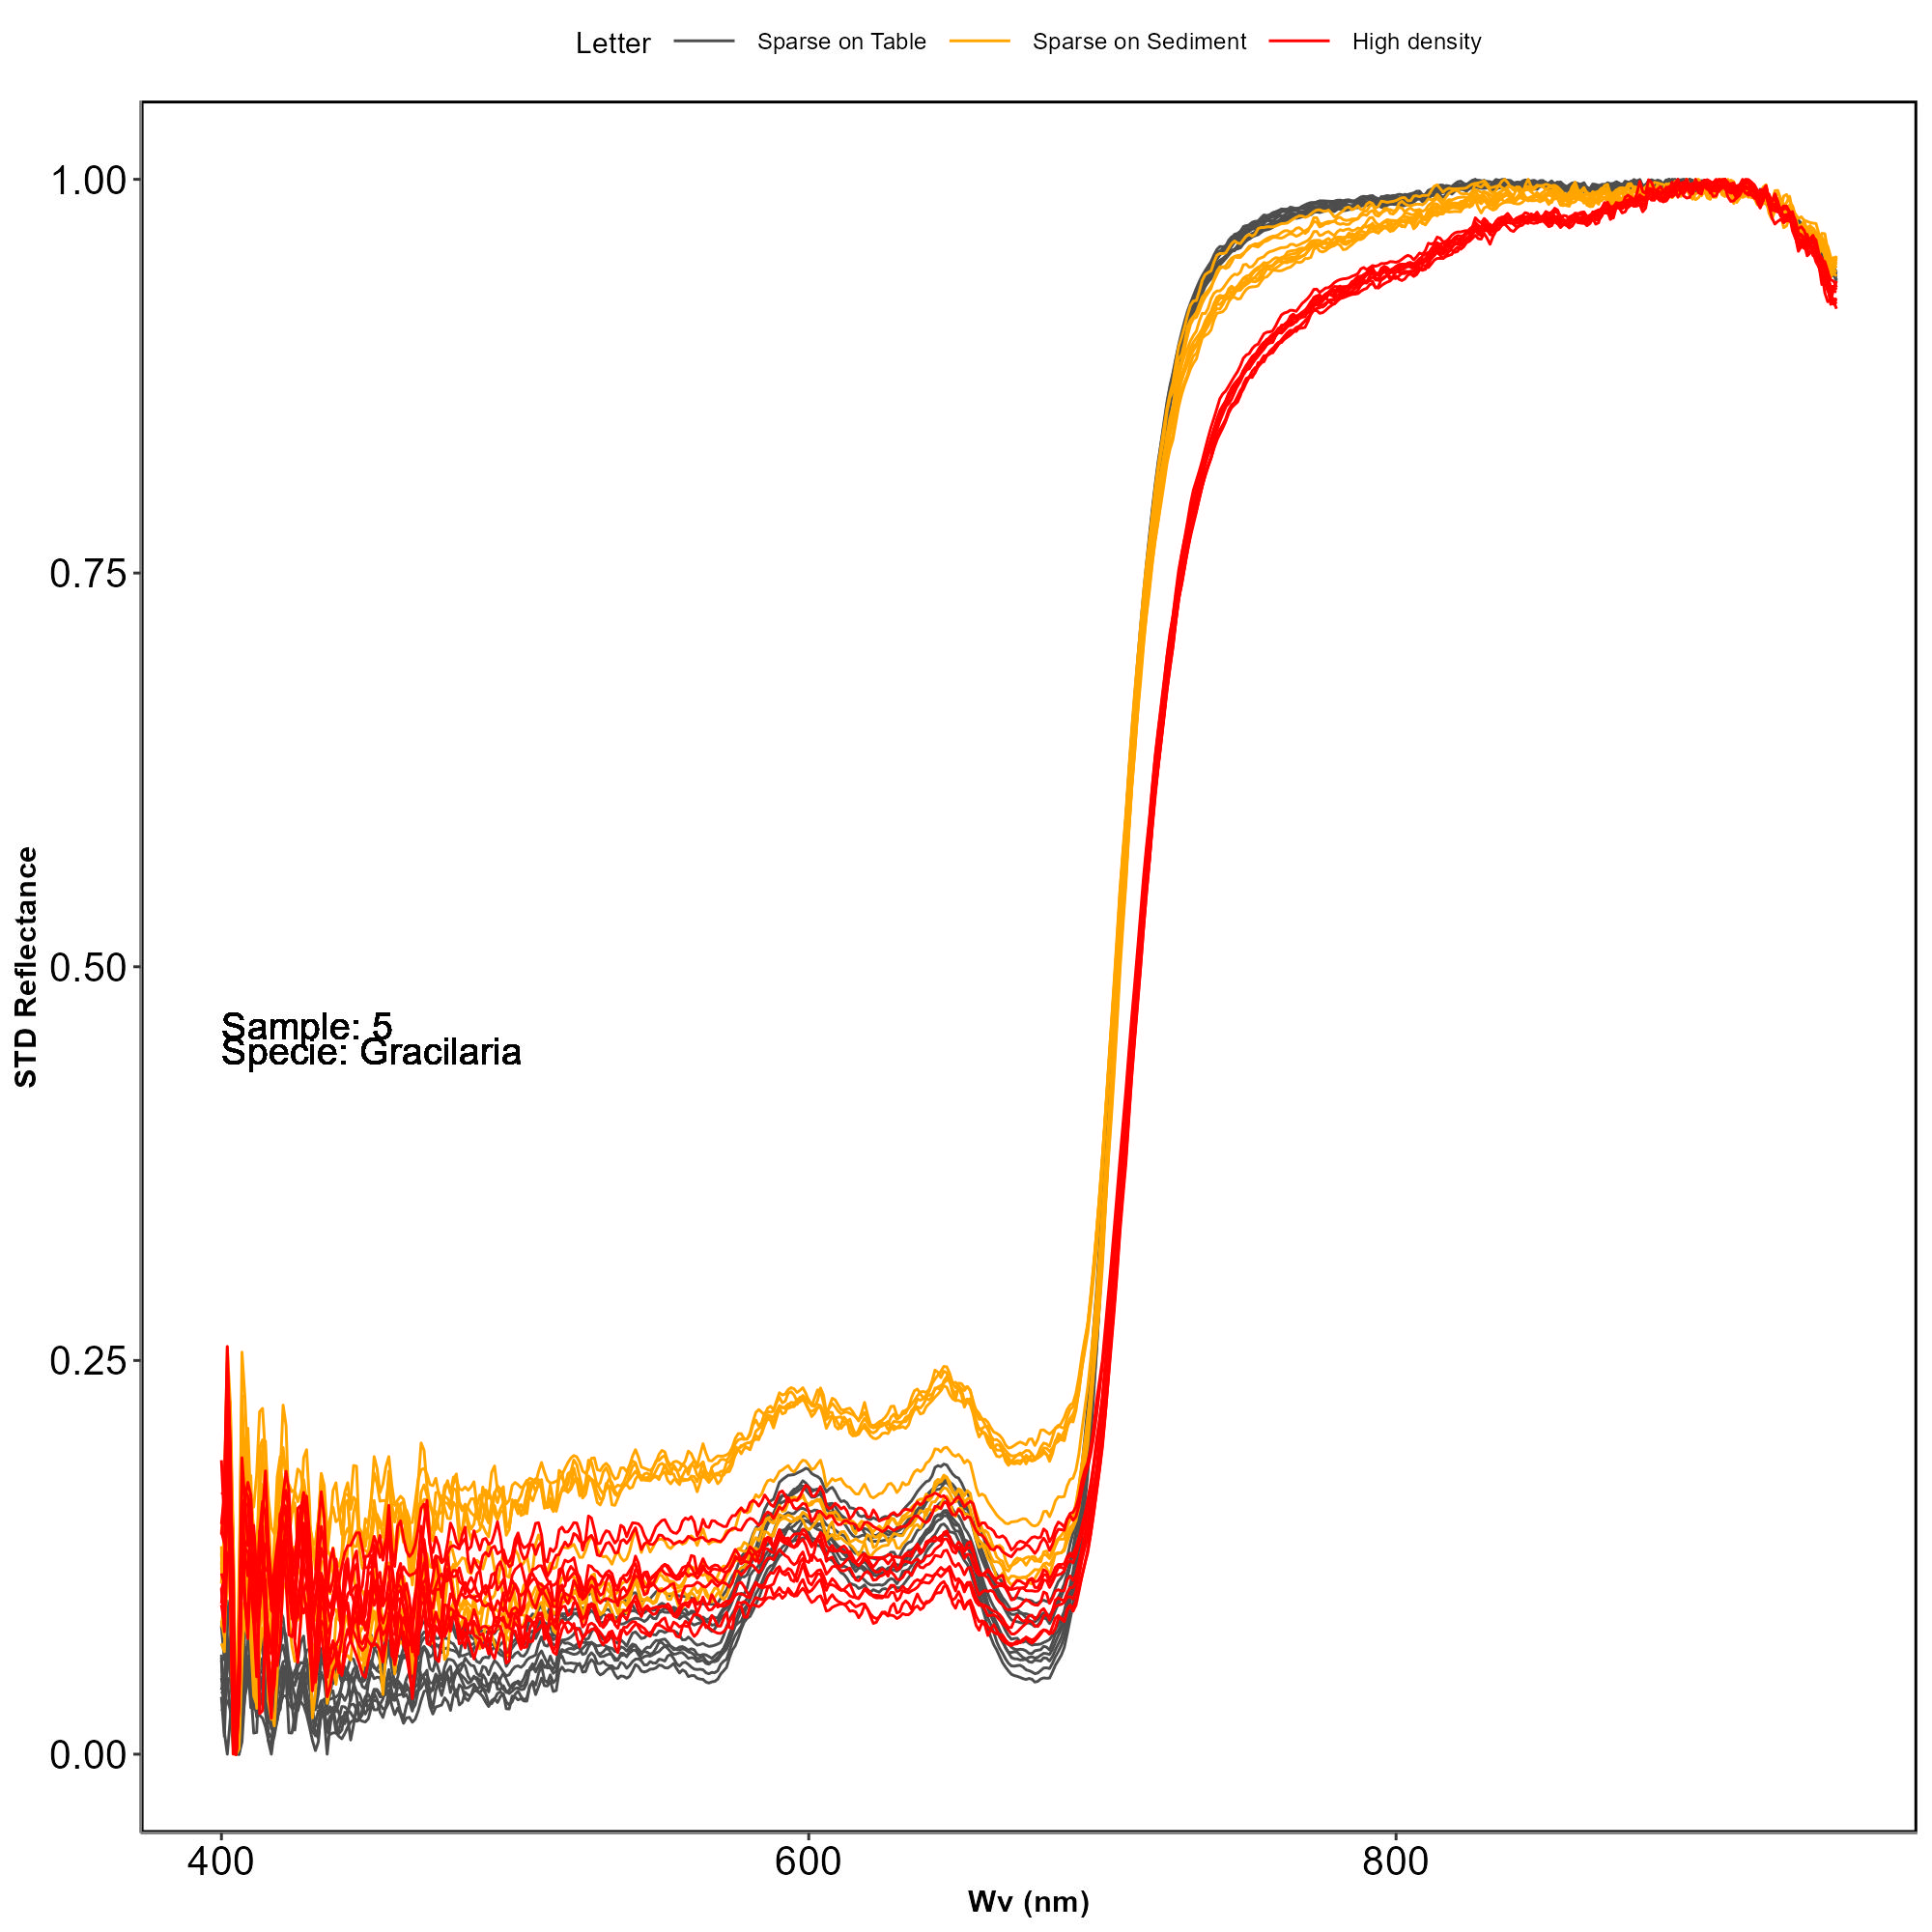 Letter Sparse on Table Sparse on Sediment High density
1.00
0.75
0.50
0.25
0.00
STD Reflectance
Sample: 5
Specie: Gracilaria
400 600 800
Wv (nm)